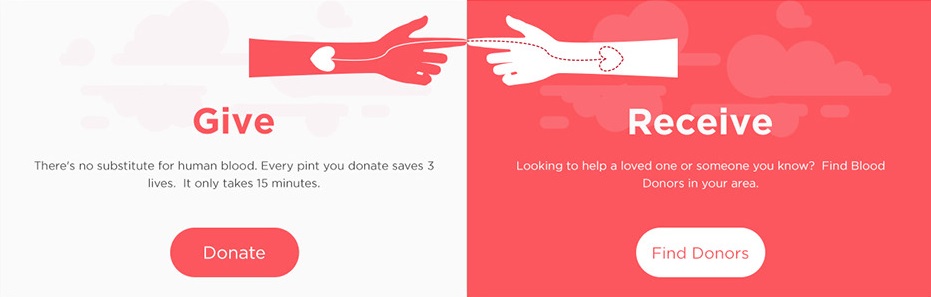 Give
There's no substitute for human blood. Every pint you donate saves 3
lives.  It only takes 15 minutes.
Donate
Receive
Looking to help a loved one or someone you know?  Find Blood
Donors in your area.
Find Donors